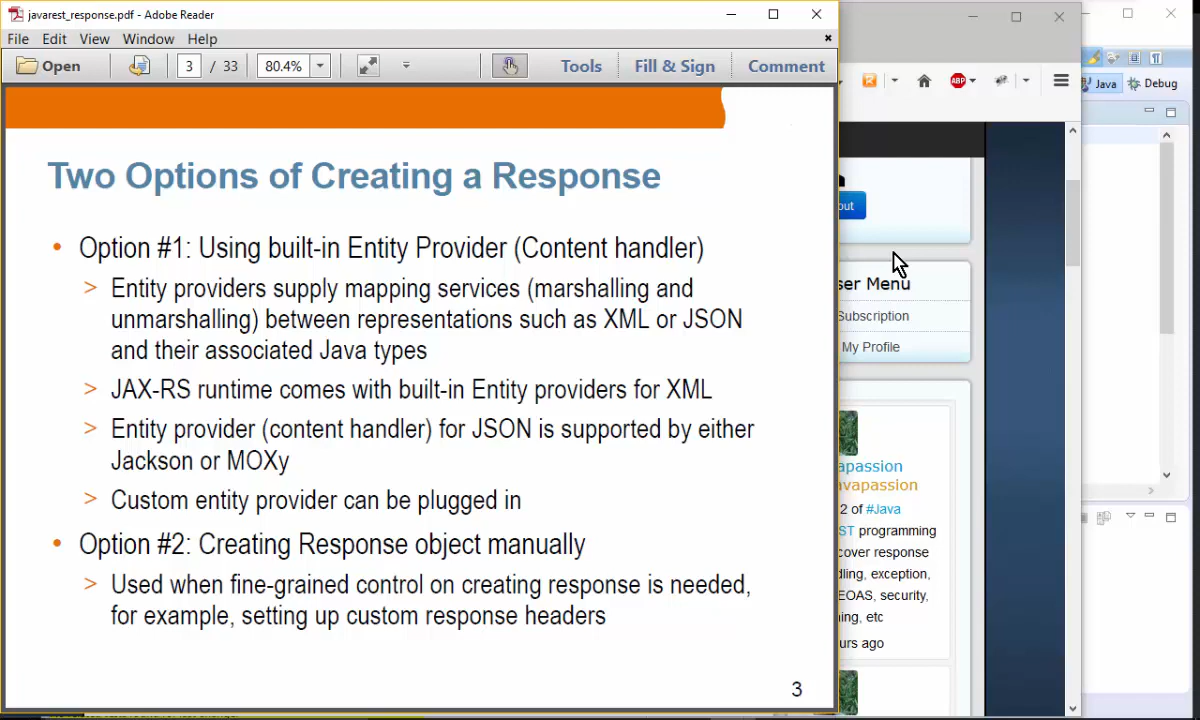 javarest_response.pdf - Adobe Reader
File Edit View Window Help
Open 3 / 33 80.4% Tools Fill & Sign Comment
Two Options of Creating a Response
• Option #1: Using built-in Entity Provider (Content handler)
> Entity providers supply mapping services (marshalling and
unmarshalling) between representations such as XML or JSON
and their associated Java types
> JAX-RS runtime comes with built-in Entity providers for XML
> Entity provider (content handler) for JSON is supported by either
Jackson or MOXy
> Custom entity provider can be plugged in
• Option #2: Creating Response object manually
> Used when fine-grained control on creating response is needed,
for example, setting up custom response headers
3
ABP
Java Debug
out
ser Menu
Subscription
My Profile
apassion
vapassion
2 of #Java
ST programming
cover response
dling, exception,
EOAS, security,
ing, etc
urs ago